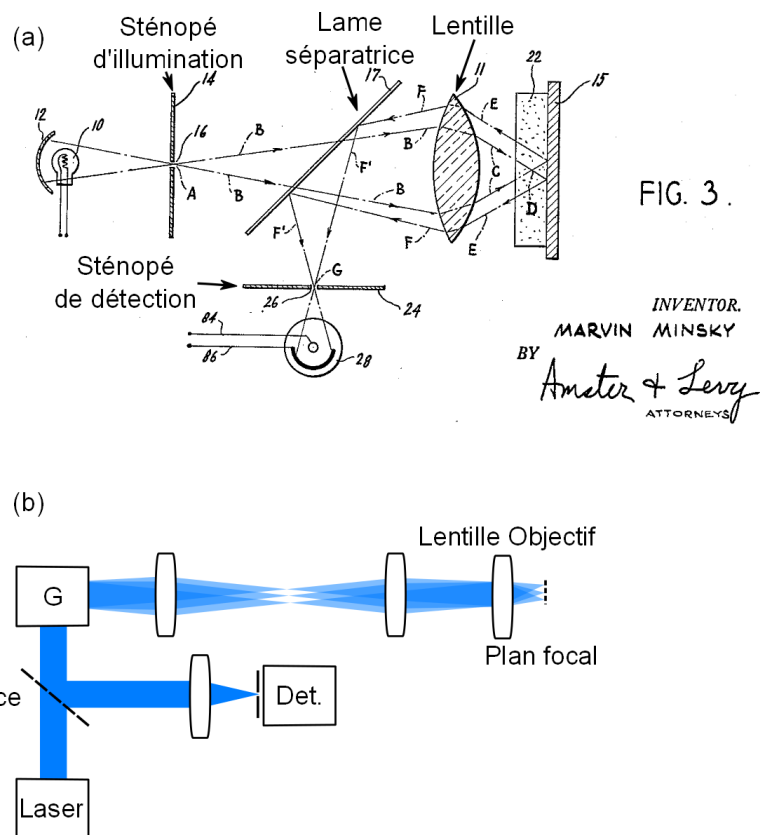 (a)
Sténopé
d'illumination
Lame
séparatrice
Lentille
14
17
11
22
15
12
10
16
F
E
B
B
A
B
F'
B
C
D
F'
F
E
FIG. 3.
Sténopé
de détection
G
26
24
84
86
28
INVENTOR.
MARVIN MINSKY
BY
Amster & Levy
ATTORNEYS
(b)
Lentille Objectif
G
Plan focal
ce
Det.
Laser